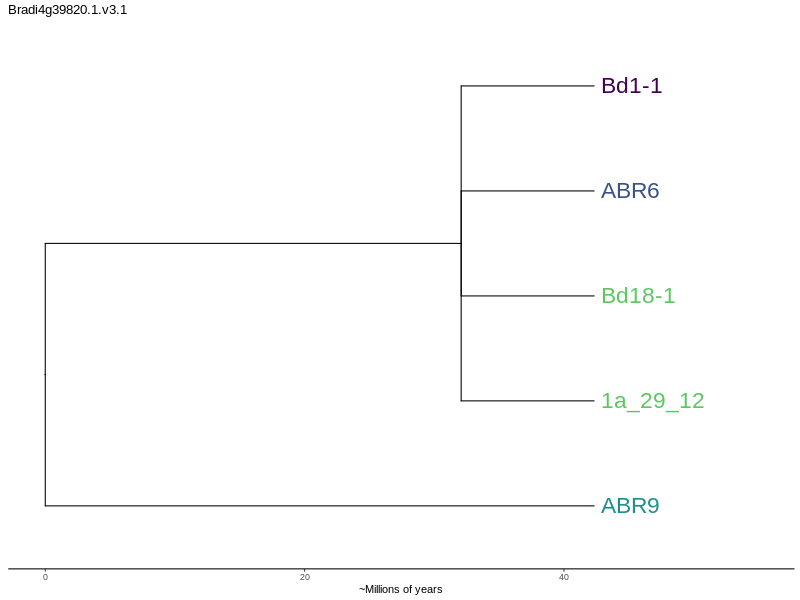 Bradi4g39820.1.v3.1
Bd1-1
ABR6
Bd18-1
1a_29_12
ABR9
0 20 40
~Millions of years